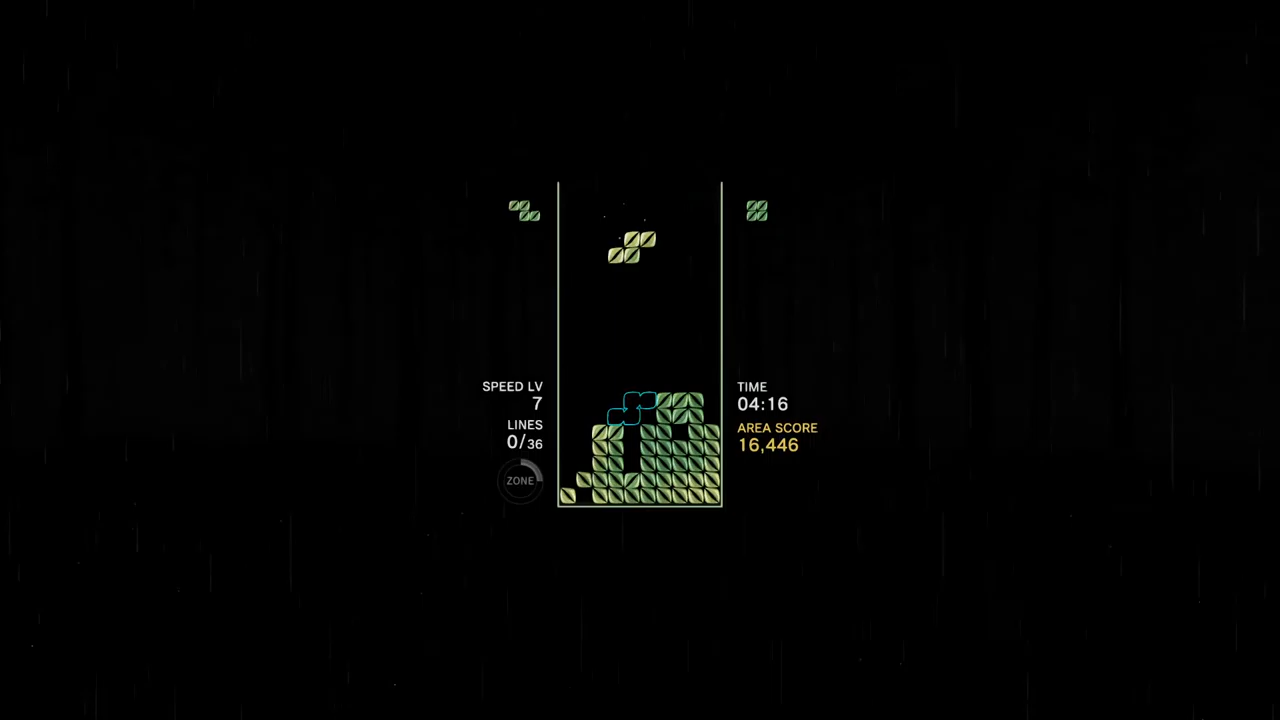 SPEED LV
7
LINES
0/36
ZONE
TIME
04:16
AREA SCORE
16,446